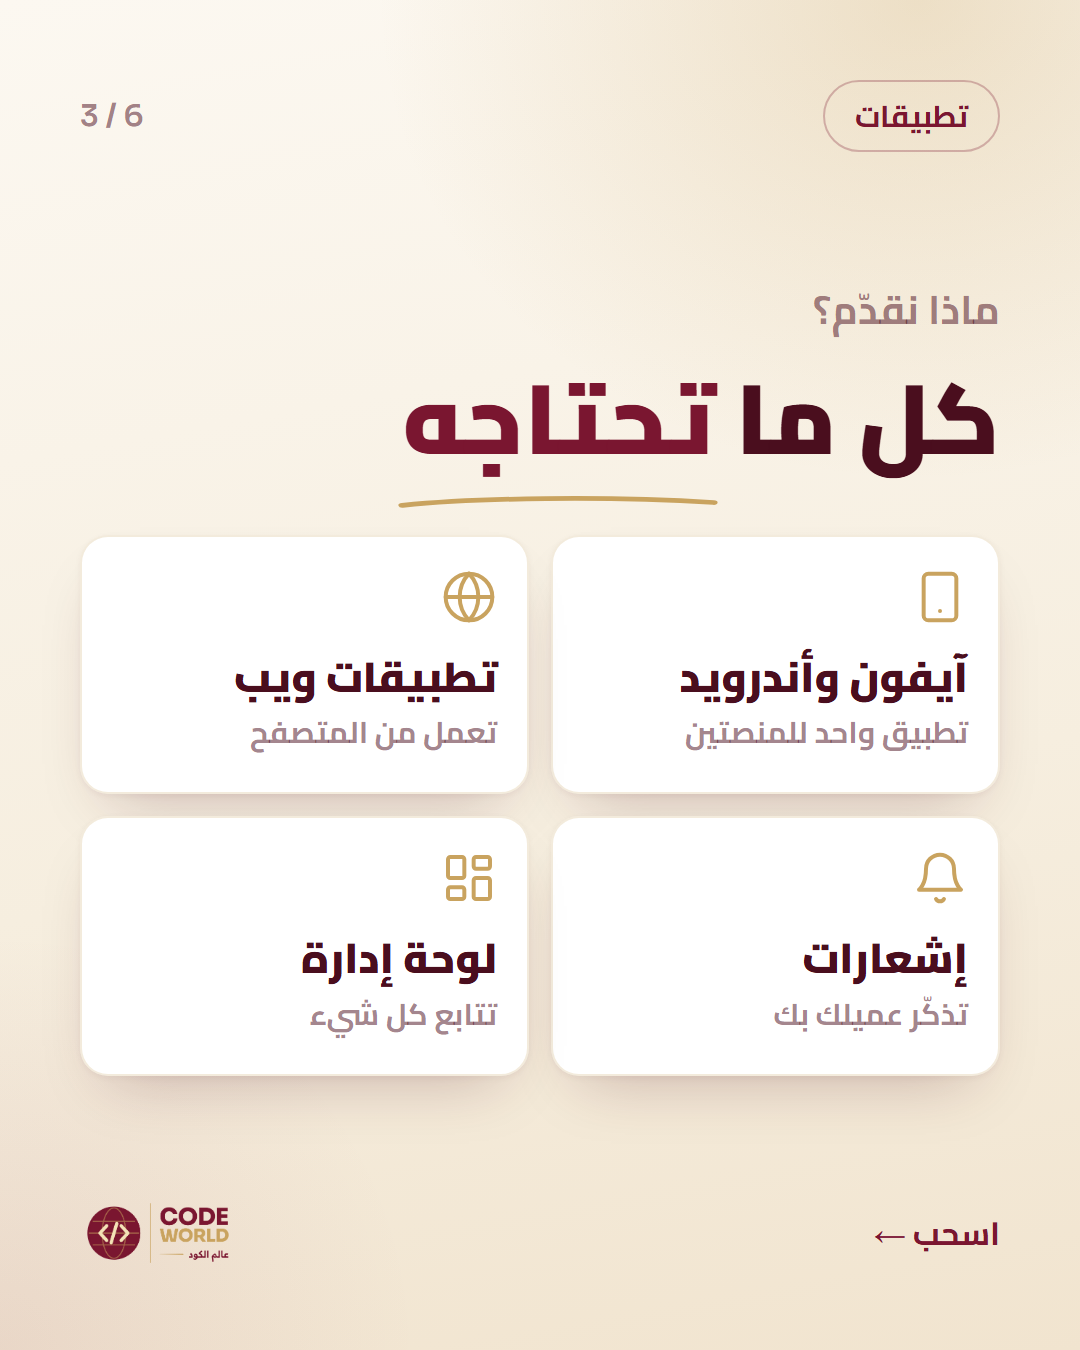 تطبيقات
3 / 6
ماذا نقدّم؟
كل ما تحتاجه
آيفون وأندرويد
تطبيق واحد للمنصتين
تطبيقات ويب
تعمل من المتصفح
إشعارات
تذكّر عميلك بك
لوحة إدارة
تتابع كل شيء
اسحب ←
CODE
WORLD
عالم الكود